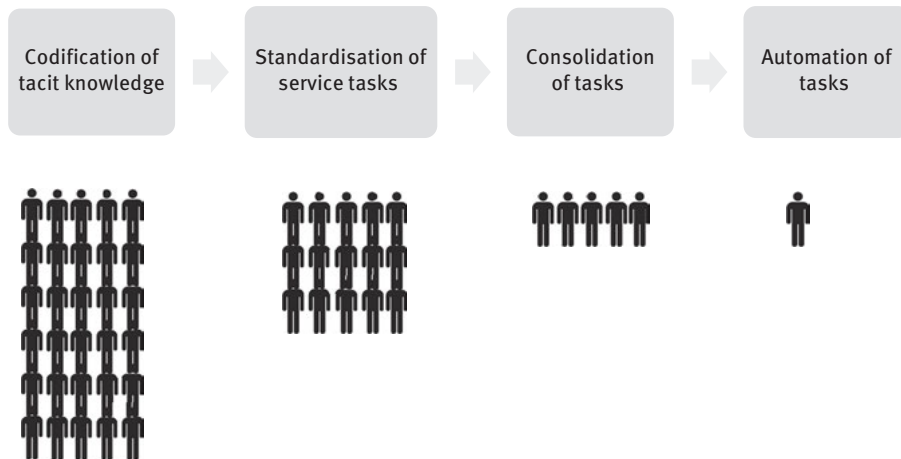 Codification of
tacit knowledge
Standardisation of
service tasks
Consolidation
of tasks
Automation of
tasks